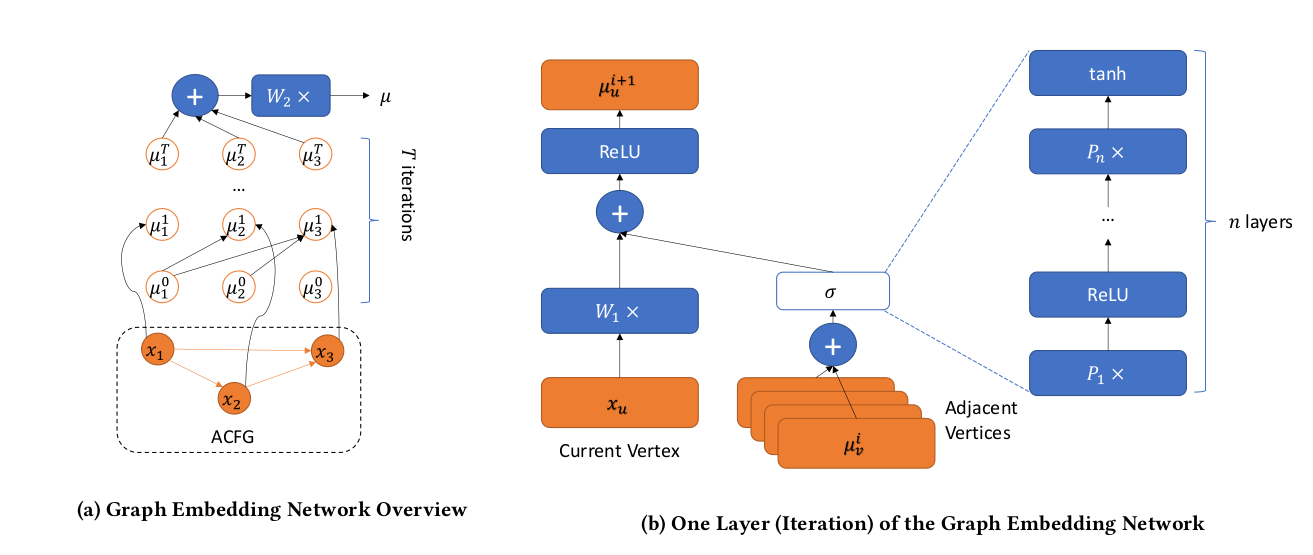 +
W₂ ×
μ
μ₁ᵀ μ₂ᵀ μ₃ᵀ
...
μ₁¹ μ₂¹ μ₃¹
μ₁⁰ μ₂⁰ μ₃⁰
T iterations
x₁
x₃
x₂
ACFG
(a) Graph Embedding Network Overview
μᵤⁱ⁺¹
ReLU
+
W₁ ×
xᵤ
Current Vertex
σ
+
μᵥⁱ
Adjacent
Vertices
tanh
Pₙ ×
...
ReLU
P₁ ×
n layers
(b) One Layer (Iteration) of the Graph Embedding Network